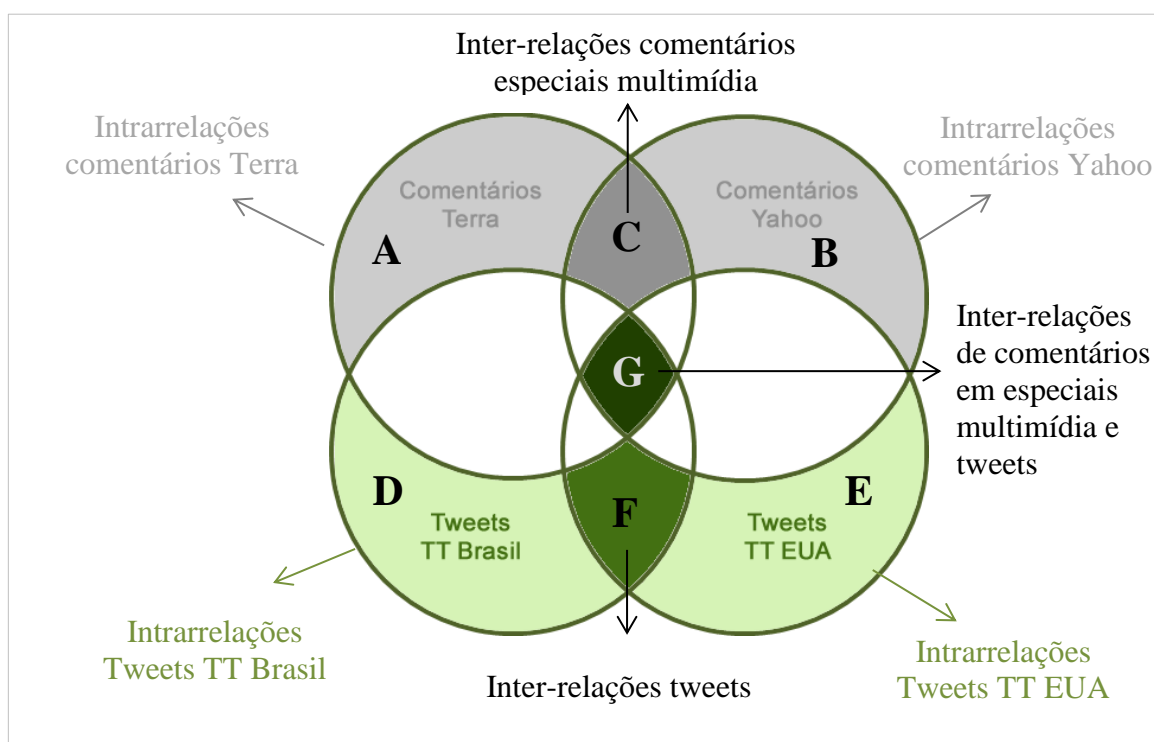 Inter-relações comentários
especiais multimídia
Intrarrelações
comentários Terra
Intrarrelações
comentários Yahoo
Comentários
Terra
Comentários
Yahoo
A
C
B
G
Inter-relações
de comentários
em especiais
multimídia e
tweets
D
F
E
Tweets
TT Brasil
Tweets
TT EUA
Intrarrelações
Tweets TT Brasil
Inter-relações tweets
Intrarrelações
Tweets TT EUA